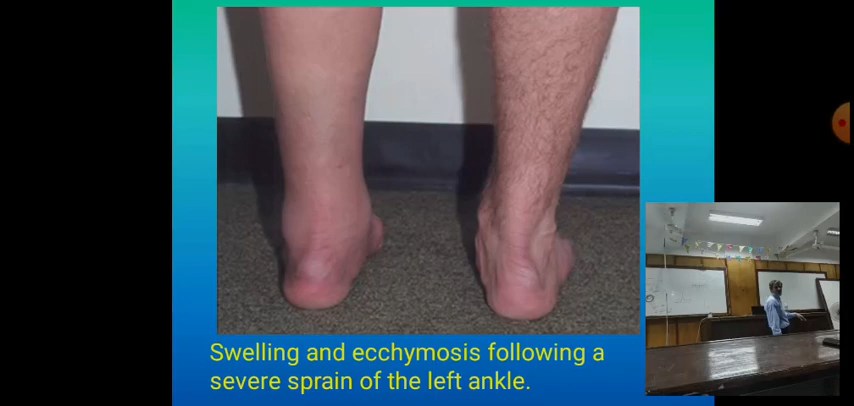 Swelling and ecchymosis following a
severe sprain of the left ankle.